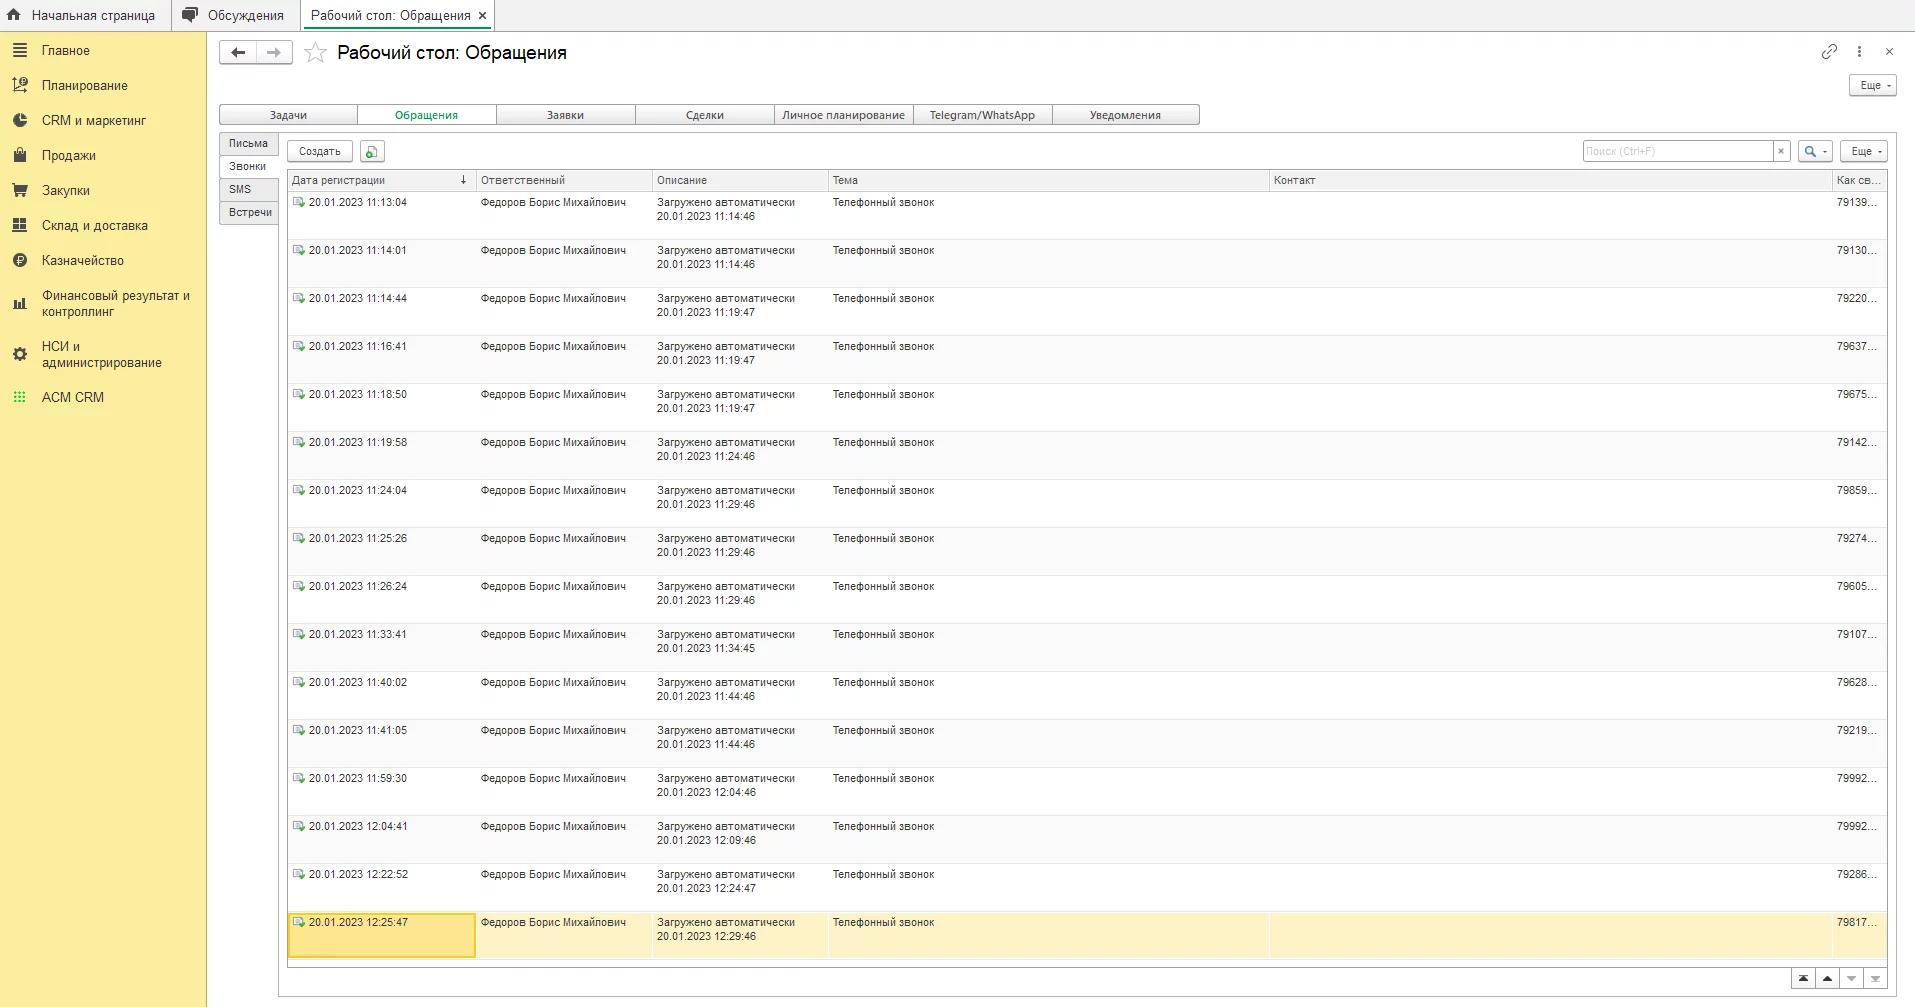 Начальная страница
Обсуждения
Рабочий стол: Обращения ×
Главное
Планирование
CRM и маркетинг
Продажи
Закупки
Склад и доставка
Казначейство
Финансовый результат и
контроллинг
НСИ и
администрирование
ACM CRM
Рабочий стол: Обращения
Еще
Задачи
Обращения
Заявки
Сделки
Личное планирование
Telegram/WhatsApp
Уведомления
Письма
Звонки
SMS
Встречи
Создать
Поиск (Ctrl+F)
×
Еще
Дата регистрации ↓ Ответственный Описание Тема Контакт Как св...
20.01.2023 11:13:04 Федоров Борис Михайлович Загружено автоматически Телефонный звонок 79139...
20.01.2023 11:14:46
20.01.2023 11:14:01 Федоров Борис Михайлович Загружено автоматически Телефонный звонок 79130...
20.01.2023 11:14:46
20.01.2023 11:14:44 Федоров Борис Михайлович Загружено автоматически Телефонный звонок 79220...
20.01.2023 11:19:47
20.01.2023 11:16:41 Федоров Борис Михайлович Загружено автоматически Телефонный звонок 79637...
20.01.2023 11:19:47
20.01.2023 11:18:50 Федоров Борис Михайлович Загружено автоматически Телефонный звонок 79675...
20.01.2023 11:19:47
20.01.2023 11:19:58 Федоров Борис Михайлович Загружено автоматически Телефонный звонок 79142...
20.01.2023 11:24:46
20.01.2023 11:24:04 Федоров Борис Михайлович Загружено автоматически Телефонный звонок 79859...
20.01.2023 11:29:46
20.01.2023 11:25:26 Федоров Борис Михайлович Загружено автоматически Телефонный звонок 79274...
20.01.2023 11:29:46
20.01.2023 11:26:24 Федоров Борис Михайлович Загружено автоматически Телефонный звонок 79605...
20.01.2023 11:29:46
20.01.2023 11:33:41 Федоров Борис Михайлович Загружено автоматически Телефонный звонок 79107...
20.01.2023 11:34:45
20.01.2023 11:40:02 Федоров Борис Михайлович Загружено автоматически Телефонный звонок 79628...
20.01.2023 11:44:46
20.01.2023 11:41:05 Федоров Борис Михайлович Загружено автоматически Телефонный звонок 79219...
20.01.2023 11:44:46
20.01.2023 11:59:30 Федоров Борис Михайлович Загружено автоматически Телефонный звонок 79992...
20.01.2023 12:04:46
20.01.2023 12:04:41 Федоров Борис Михайлович Загружено автоматически Телефонный звонок 79992...
20.01.2023 12:09:46
20.01.2023 12:22:52 Федоров Борис Михайлович Загружено автоматически Телефонный звонок 79286...
20.01.2023 12:24:47
20.01.2023 12:25:47 Федоров Борис Михайлович Загружено автоматически Телефонный звонок 79817...
20.01.2023 12:29:46